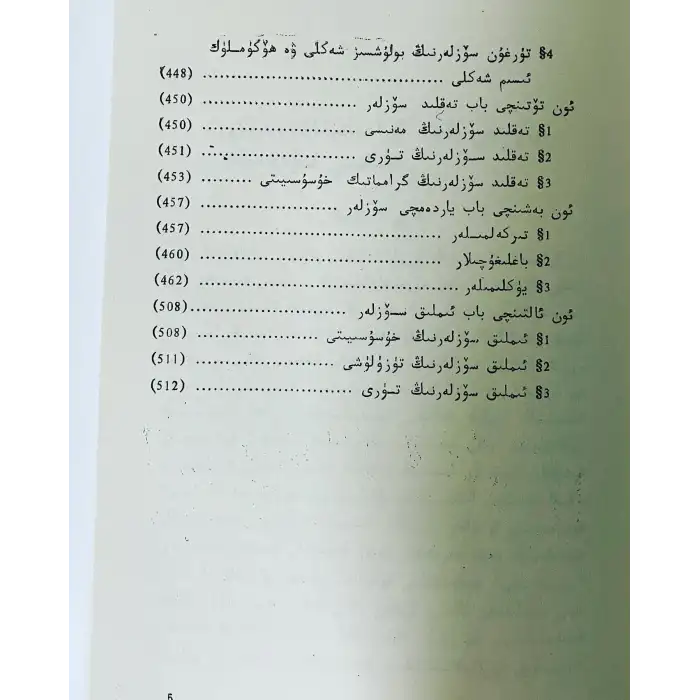 §4 تۇرغۇن سۆزلەرنىڭ بولۇشسىز شەكلى ۋە ھۆكۈملۈك
ئىسىم شەكلى ........................................ (448)
ئون تۆتىنچى باب تەقلىد سۆزلەر ......................... (450)
§1 تەقلىد سۆزلەرنىڭ مەنىسى ......................... (450)
§2 تەقلىد سۆزلەرنىڭ تۈرى ......................... (451)
§3 تەقلىد سۆزلەرنىڭ گرامماتىك خۇسۇسىيىتى ......... (453)
ئون بەشىنچى باب ياردەمچى سۆزلەر ....................... (457)
§1 تىركەلمىلەر ........................................ (457)
§2 باغلىغۇچىلار ........................................ (460)
§3 يۈكلىمىلەر ........................................... (462)
ئون ئالتىنچى باب ئىملىق سۆزلەر .......................... (508)
§1 ئىملىق سۆزلەرنىڭ خۇسۇسىيىتى .................... (508)
§2 ئىملىق سۆزلەرنىڭ تۈزۈلۈشى ....................... (511)
§3 ئىملىق سۆزلەرنىڭ تۈرى .......................... (512)
5